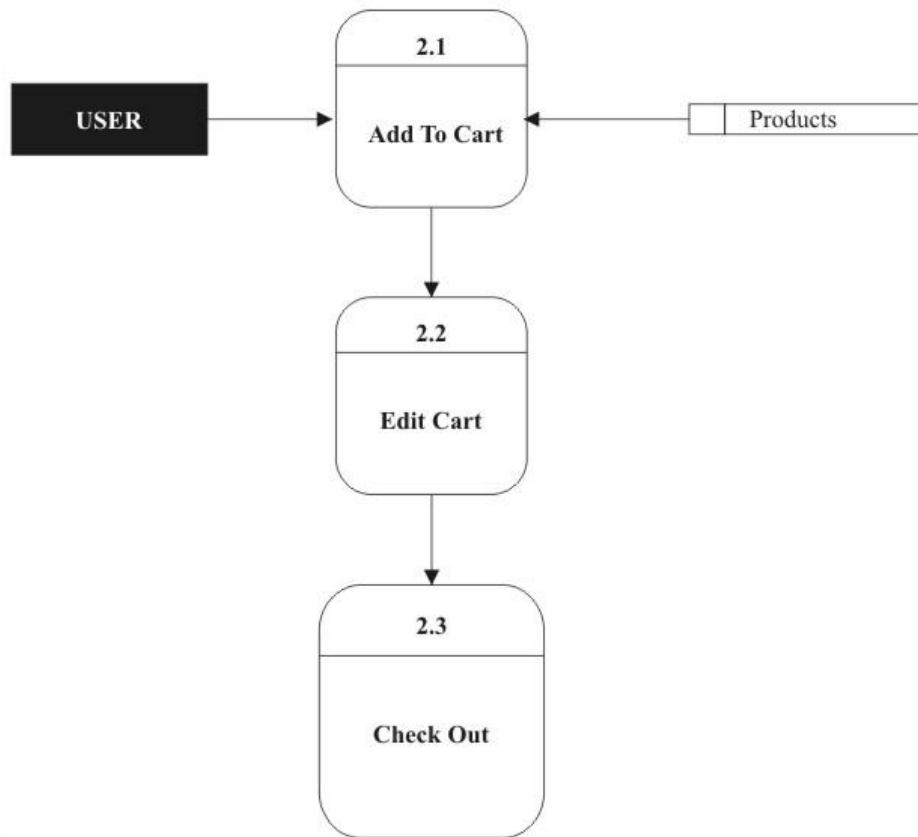 2.1
USER
Add To Cart
Products
2.2
Edit Cart
2.3
Check Out